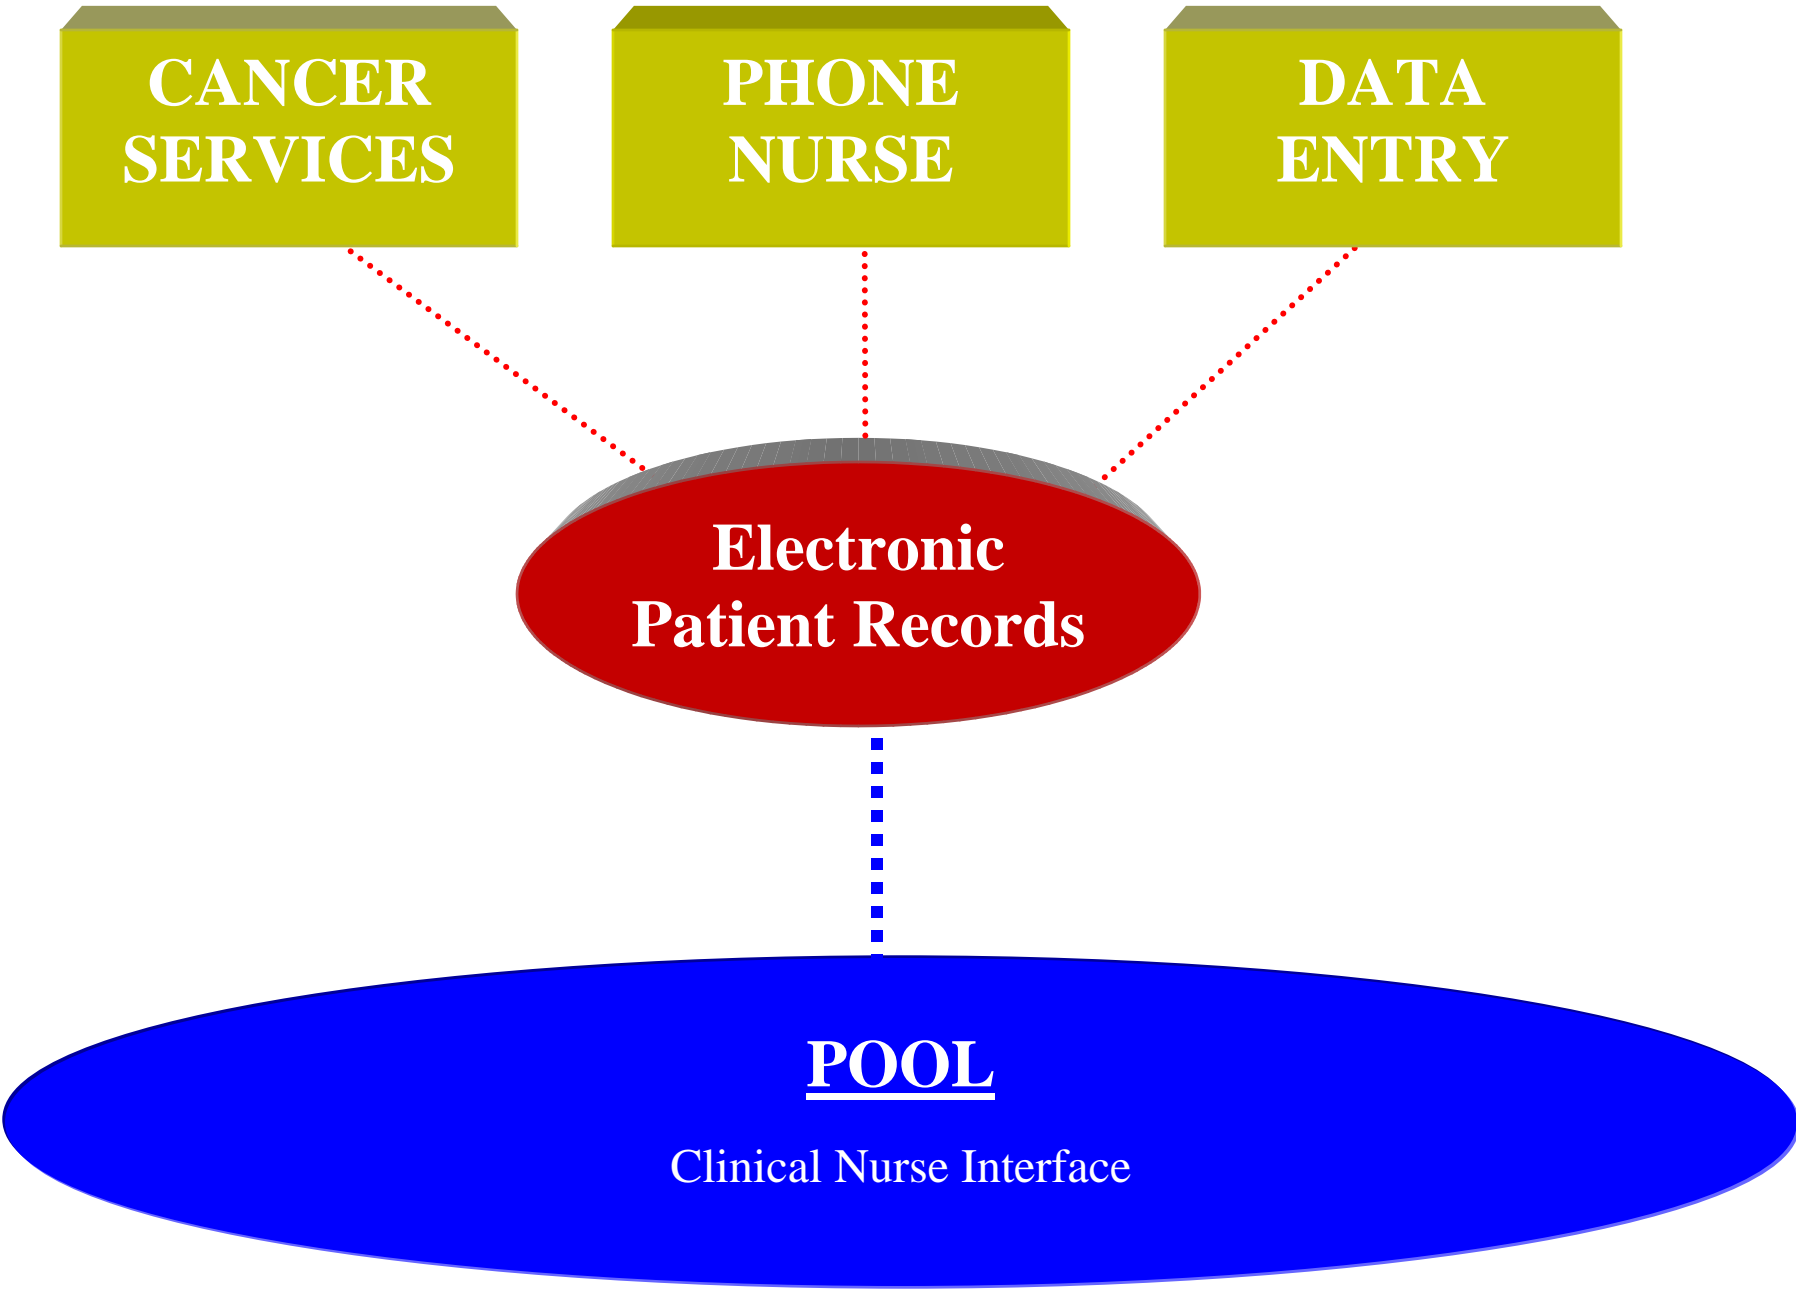 CANCER
SERVICES
PHONE
NURSE
DATA
ENTRY
Electronic
Patient Records
POOL
Clinical Nurse Interface